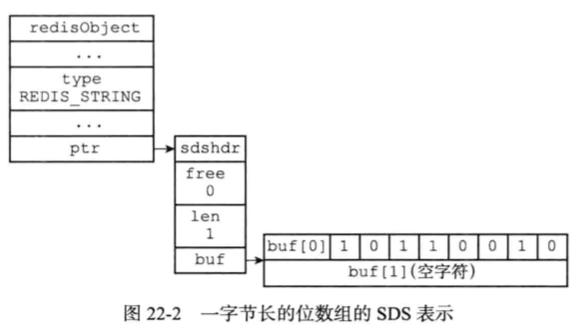 redisObject
...
type
REDIS_STRING
...
ptr
sdshdr
free
0
len
1
buf
buf[0] 1 0 1 1 0 0 1 0
buf[1](空字符)
图 22-2 一字节长的位数组的 SDS 表示